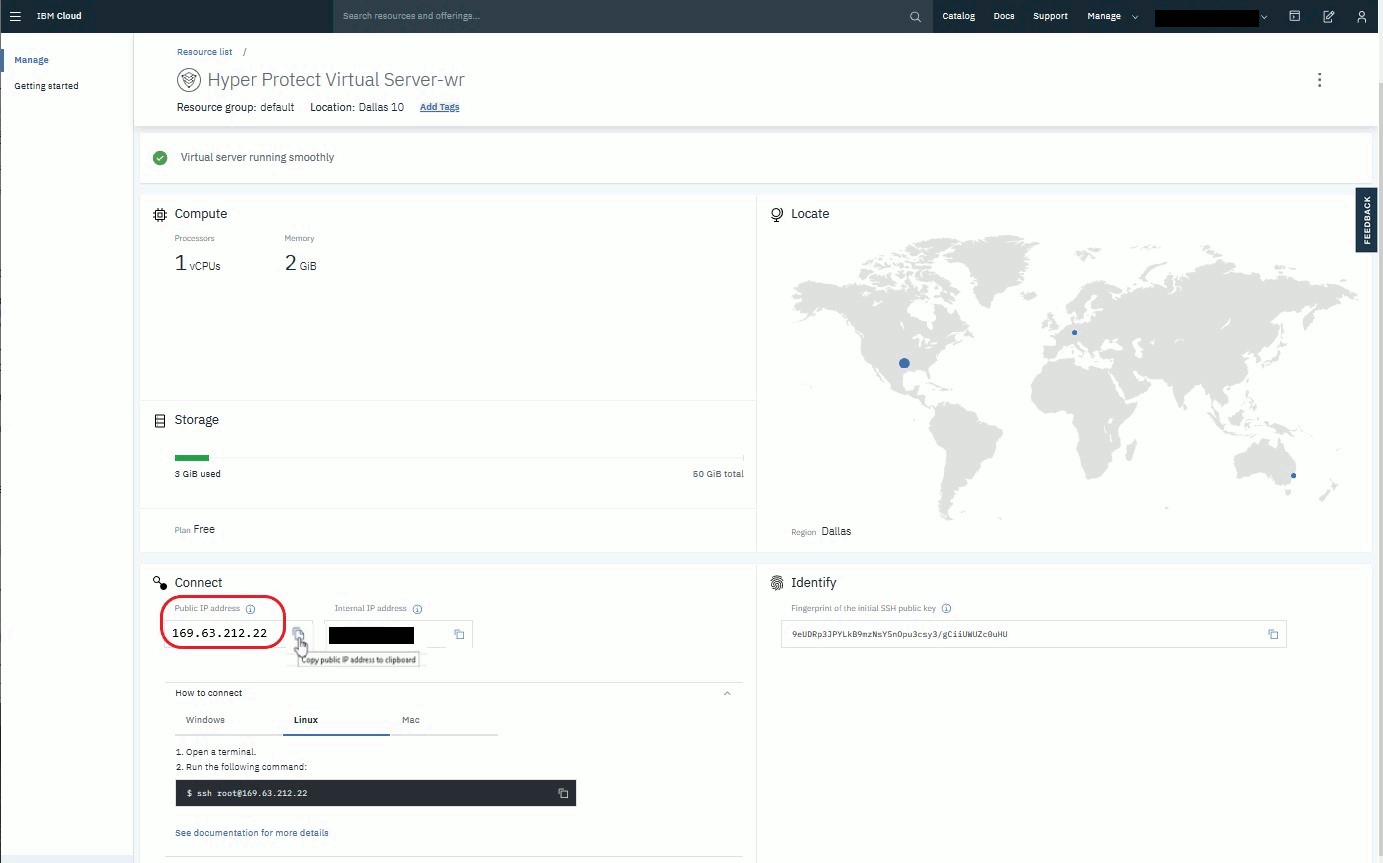 IBM Cloud
Search resources and offerings...
Catalog Docs Support Manage
Manage
Getting started
Resource list /
Hyper Protect Virtual Server-wr
Resource group: default Location: Dallas 10 Add Tags
Virtual server running smoothly
FEEDBACK
Compute
Processors Memory
1 vCPUs 2 GiB
Storage
3 GiB used 50 GiB total
Plan Free
Locate
Region Dallas
Connect
Public IP address Internal IP address
169.63.212.22
Copy public IP address to clipboard
How to connect
Windows Linux Mac
1. Open a terminal.
2. Run the following command:
$ ssh root@169.63.212.22
See documentation for more details
Identify
Fingerprint of the initial SSH public key
9eUDRp3JPYLkB9mzNsY5nOpu3csy3/gCiiUWUZc0uHU